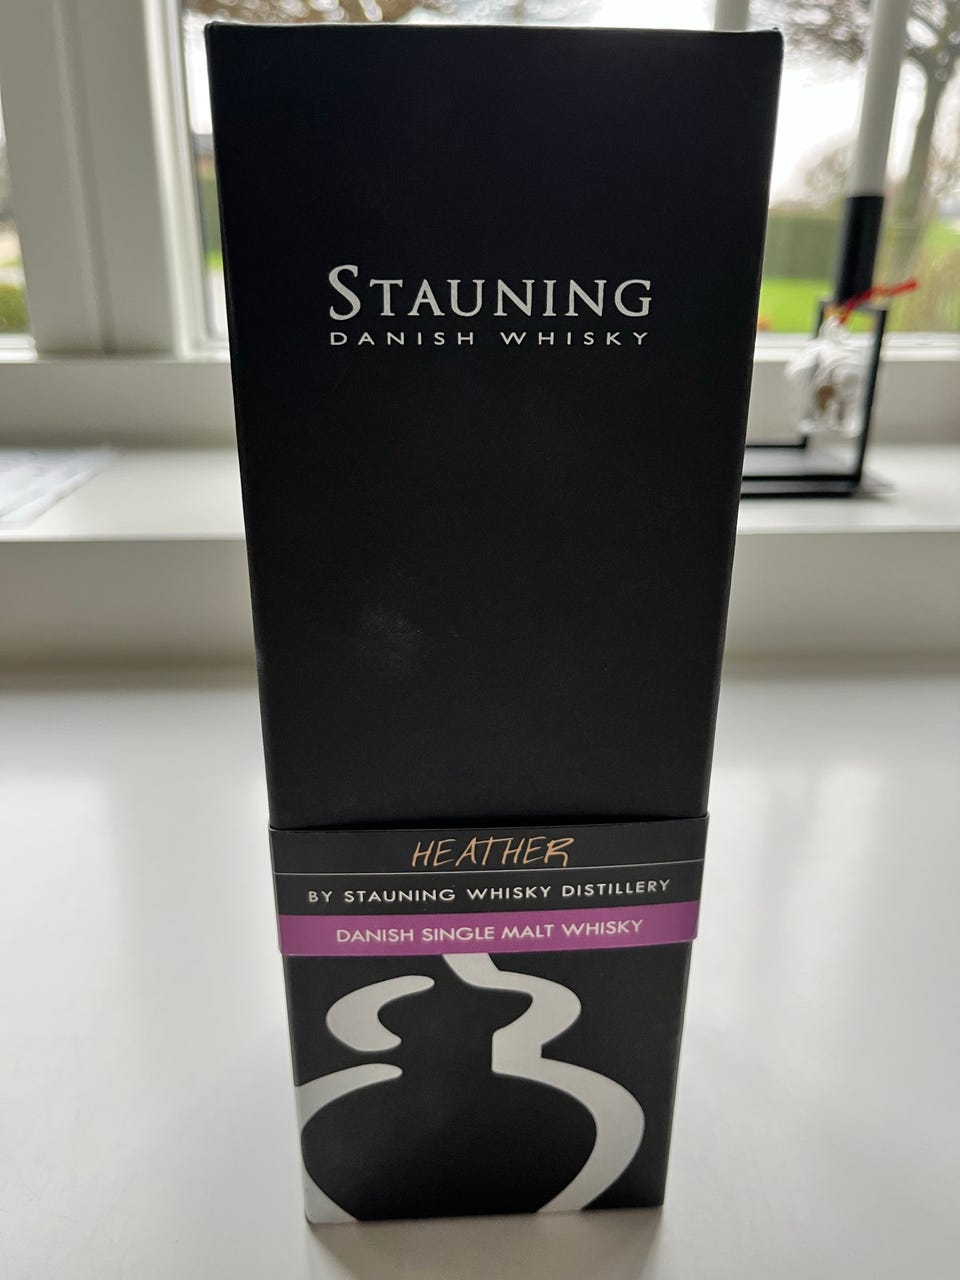 STAUNING
DANISH WHISKY
HEATHER
BY STAUNING WHISKY DISTILLERY
DANISH SINGLE MALT WHISKY